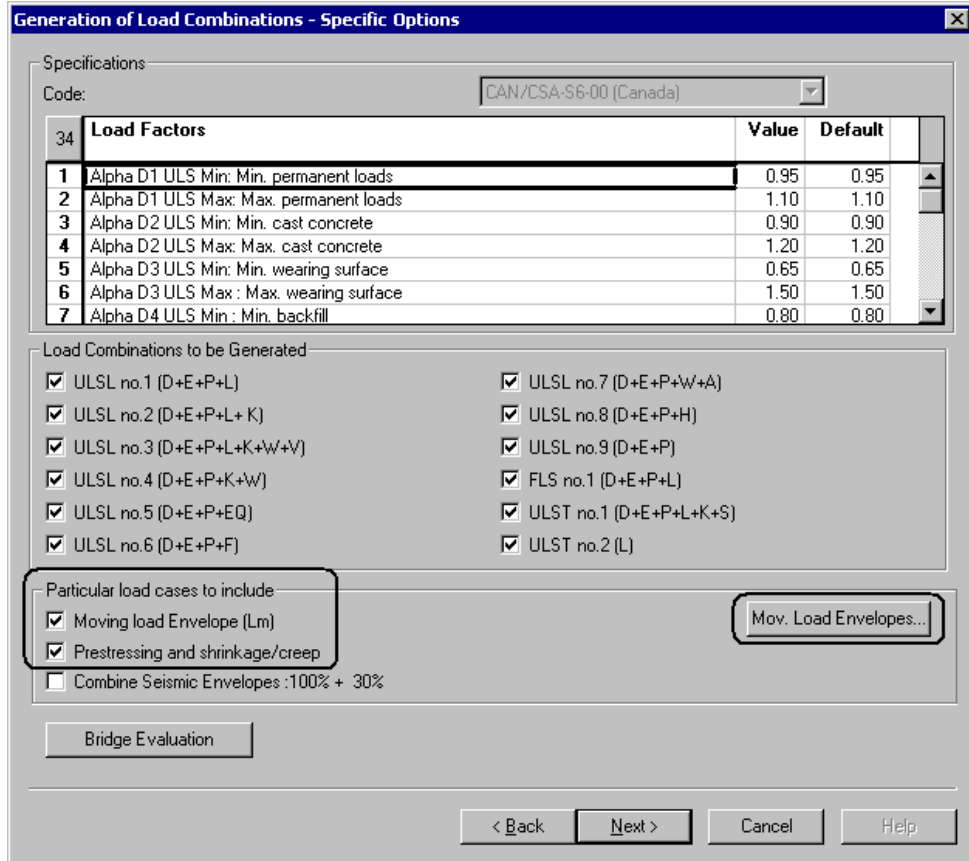 Generation of Load Combinations - Specific Options
Specifications
Code: CAN/CSA-S6-00 (Canada)
34 Load Factors Value Default
1 Alpha D1 ULS Min: Min. permanent loads 0.95 0.95
2 Alpha D1 ULS Max: Max. permanent loads 1.10 1.10
3 Alpha D2 ULS Min: Min. cast concrete 0.90 0.90
4 Alpha D2 ULS Max: Max. cast concrete 1.20 1.20
5 Alpha D3 ULS Min: Min. wearing surface 0.65 0.65
6 Alpha D3 ULS Max : Max. wearing surface 1.50 1.50
7 Alpha D4 ULS Min : Min. backfill 0.80 0.80
Load Combinations to be Generated
ULSL no.1 (D+E+P+L)
ULSL no.2 (D+E+P+L+ K)
ULSL no.3 (D+E+P+L+K+W+V)
ULSL no.4 (D+E+P+K+W)
ULSL no.5 (D+E+P+EQ)
ULSL no.6 (D+E+P+F)
ULSL no.7 (D+E+P+W+A)
ULSL no.8 (D+E+P+H)
ULSL no.9 (D+E+P)
FLS no.1 (D+E+P+L)
ULST no.1 (D+E+P+L+K+S)
ULST no.2 (L)
Particular load cases to include
Moving load Envelope (Lm)
Prestressing and shrinkage/creep
Combine Seismic Envelopes :100% + 30%
Mov. Load Envelopes...
Bridge Evaluation
< Back
Next >
Cancel
Help